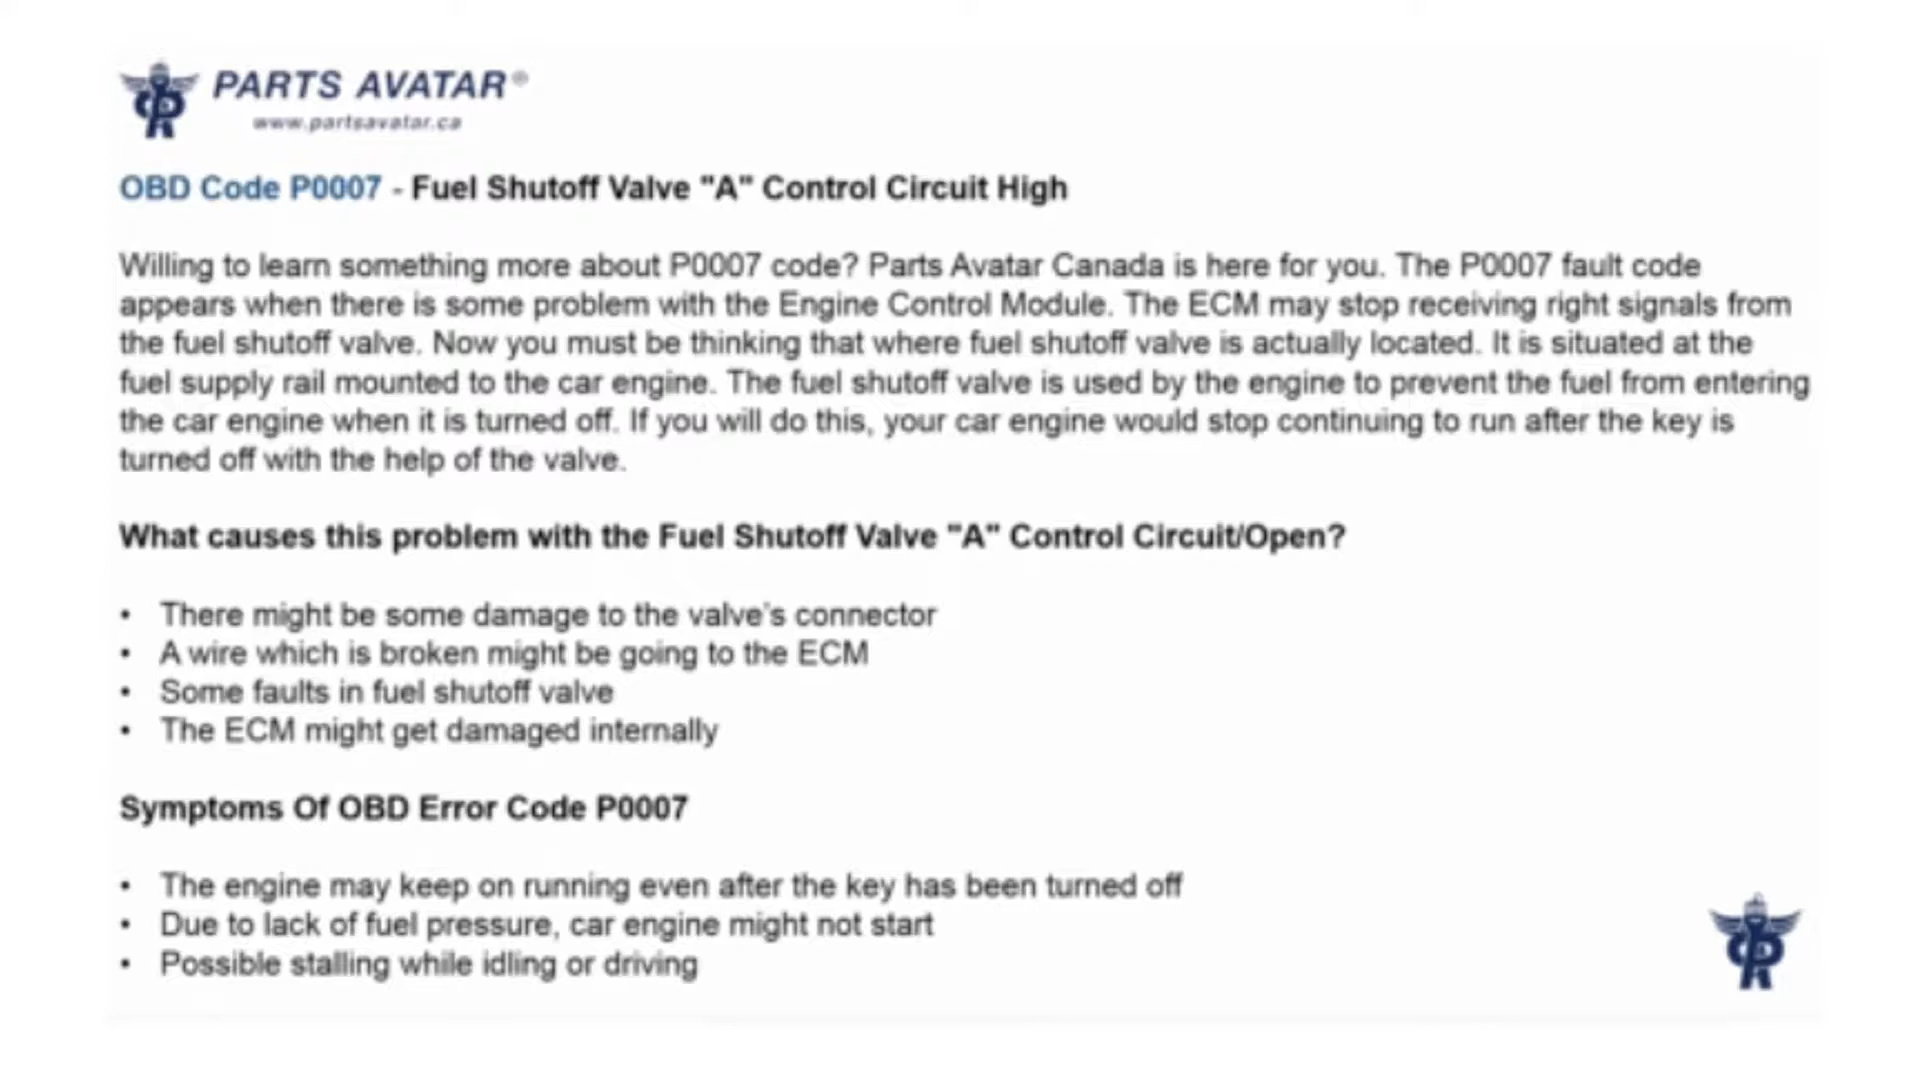 PARTS AVATAR®
www.partsavatar.ca
OBD Code P0007 - Fuel Shutoff Valve "A" Control Circuit High
Willing to learn something more about P0007 code? Parts Avatar Canada is here for you. The P0007 fault code
appears when there is some problem with the Engine Control Module. The ECM may stop receiving right signals from
the fuel shutoff valve. Now you must be thinking that where fuel shutoff valve is actually located. It is situated at the
fuel supply rail mounted to the car engine. The fuel shutoff valve is used by the engine to prevent the fuel from entering
the car engine when it is turned off. If you will do this, your car engine would stop continuing to run after the key is
turned off with the help of the valve.
What causes this problem with the Fuel Shutoff Valve "A" Control Circuit/Open?
• There might be some damage to the valve's connector
• A wire which is broken might be going to the ECM
• Some faults in fuel shutoff valve
• The ECM might get damaged internally
Symptoms Of OBD Error Code P0007
• The engine may keep on running even after the key has been turned off
• Due to lack of fuel pressure, car engine might not start
• Possible stalling while idling or driving